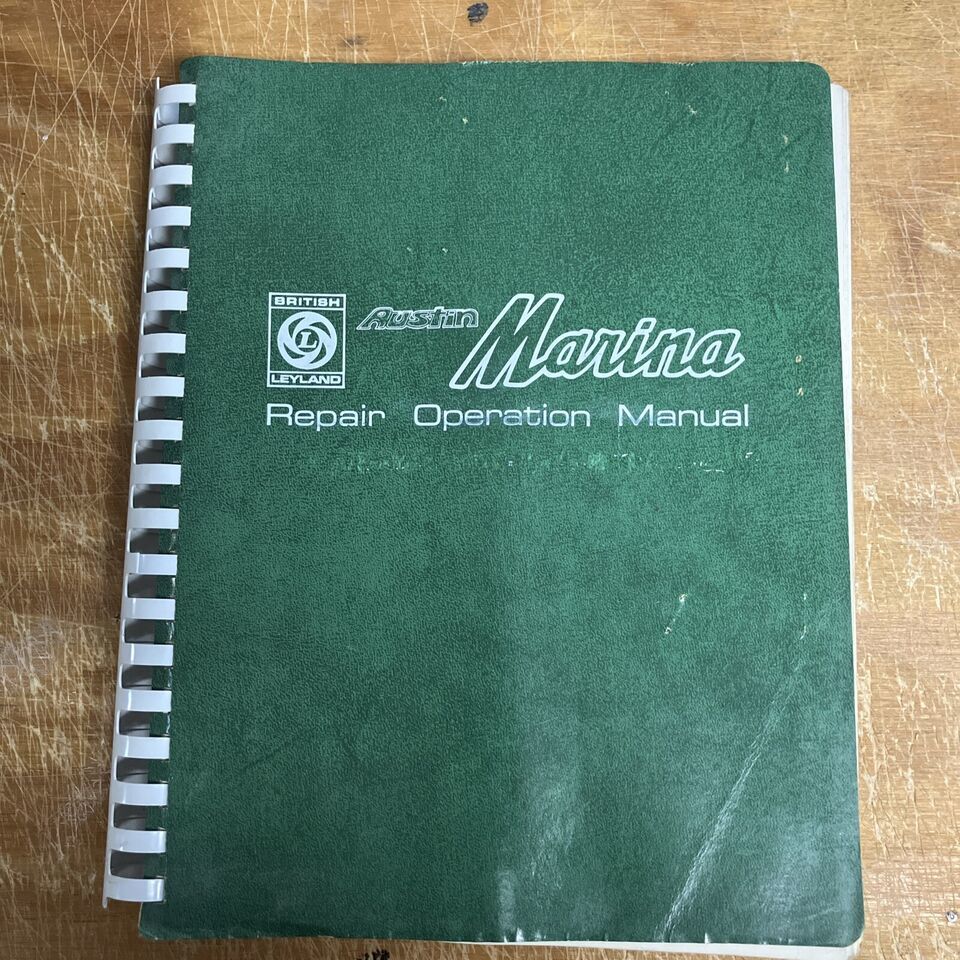 BRITISH
L
LEYLAND
Austin Marina
Repair Operation Manual